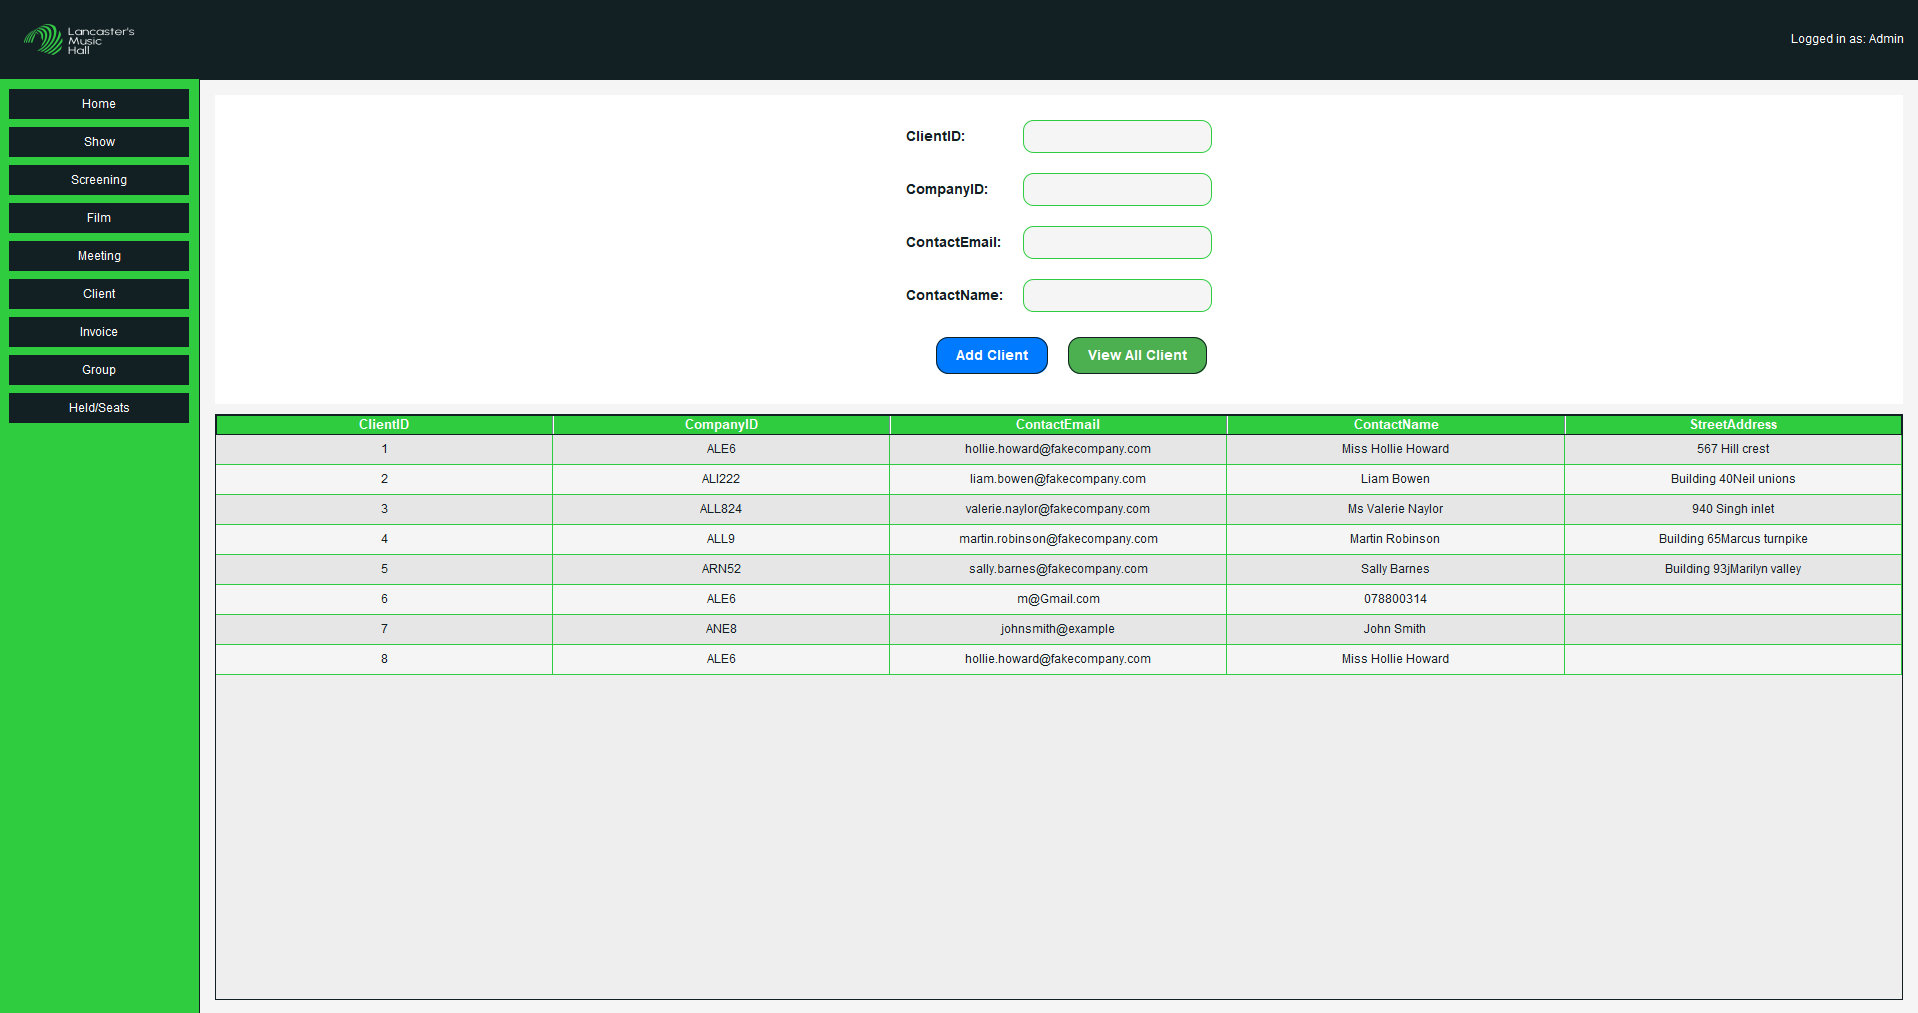 Lancaster's
Music
Hall
Logged in as: Admin
Home
Show
Screening
Film
Meeting
Client
Invoice
Group
Held/Seats
ClientID:
CompanyID:
ContactEmail:
ContactName:
Add Client View All Client
ClientID CompanyID ContactEmail ContactName StreetAddress
1 ALE6 hollie.howard@fakecompany.com Miss Hollie Howard 567 Hill crest
2 ALI222 liam.bowen@fakecompany.com Liam Bowen Building 40Neil unions
3 ALL824 valerie.naylor@fakecompany.com Ms Valerie Naylor 940 Singh inlet
4 ALL9 martin.robinson@fakecompany.com Martin Robinson Building 65Marcus turnpike
5 ARN52 sally.barnes@fakecompany.com Sally Barnes Building 93jMarilyn valley
6 ALE6 m@Gmail.com 078800314
7 ANE8 johnsmith@example John Smith
8 ALE6 hollie.howard@fakecompany.com Miss Hollie Howard